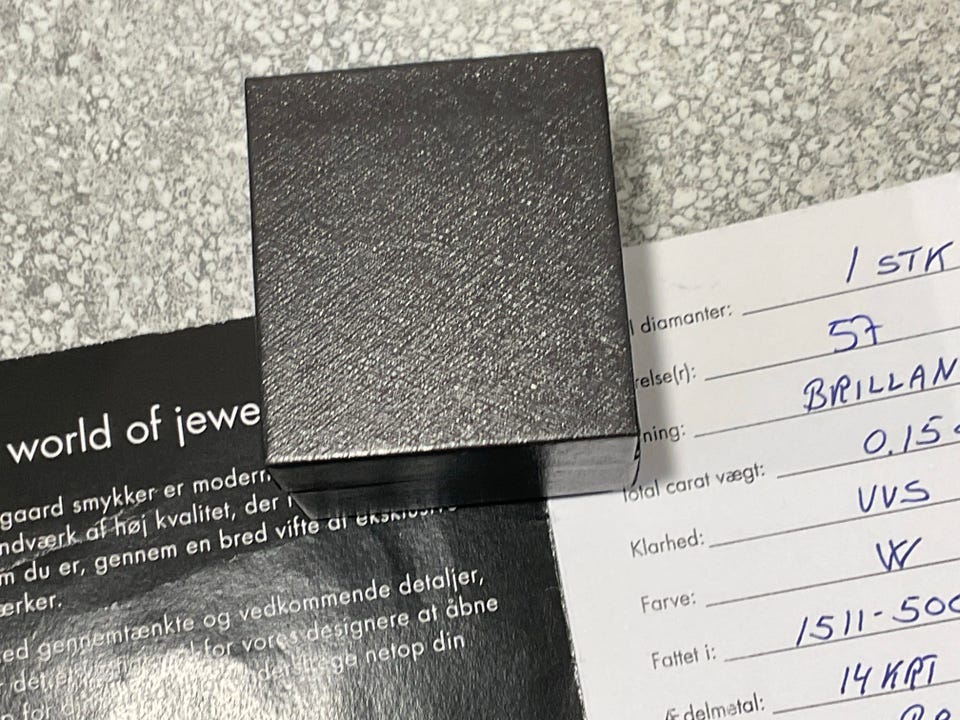 world of jewe
gaard smykker er modern
ndværk af høj kvalitet, der
m du er, gennem en bred vifte af eksklusive
ærker.
ed gennemtænkte og vedkommende detaljer,
for vores designere at åbne
netop din
1 STK
l diamanter:
57
relse(r):
BRILLAN
ning:
0.15
Total carat vægt:
VVS
Klarhed:
W
Farve:
1511-500
Fattet i:
14 KRT
Ædelmetal: